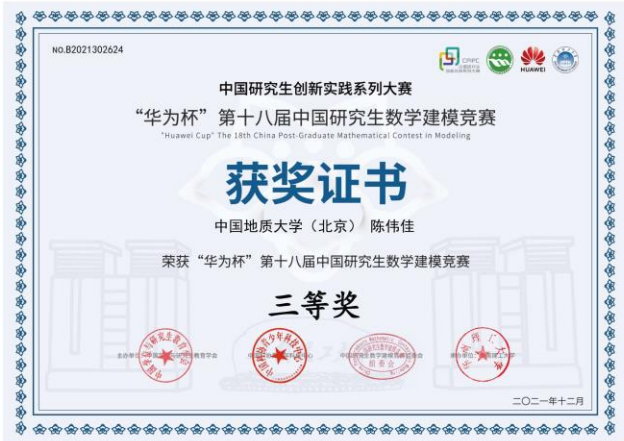 NO.B2021302624
CPIPC
HUAWEI
中国研究生创新实践系列大赛
“华为杯”第十八届中国研究生数学建模竞赛
"Huawei Cup" The 18th China Post-Graduate Mathematical Contest in Modeling
获奖证书
中国地质大学（北京） 陈伟佳
荣获“华为杯”第十八届中国研究生数学建模竞赛
三等奖
二〇二一年十二月